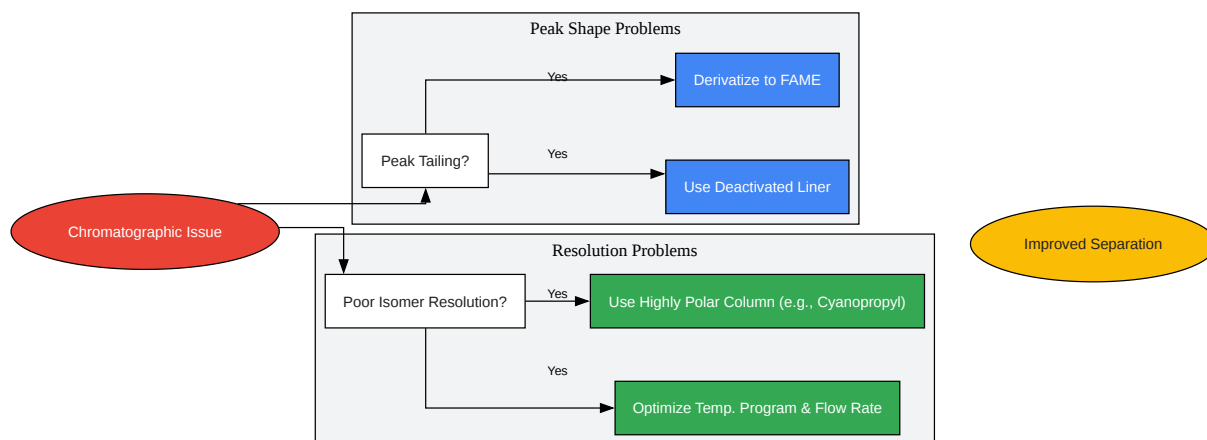 Peak Shape Problems
Yes
Derivatize to FAME
Peak Tailing?
Yes
Use Deactivated Liner
Chromatographic Issue
Improved Separation
Resolution Problems
Poor Isomer Resolution?
Yes
Use Highly Polar Column (e.g., Cyanopropyl)
Yes
Optimize Temp. Program & Flow Rate